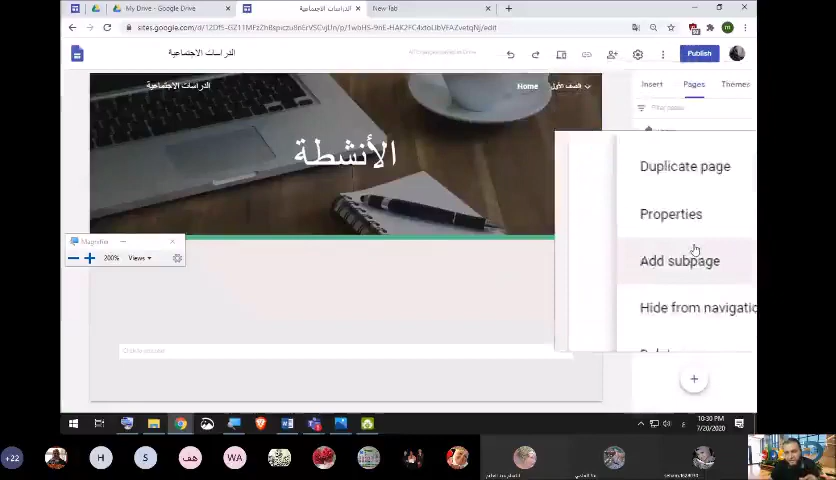 My Drive - Google Drive
الدراسات الاجتماعية
New Tab
الدراسات الاجتماعية
Publish
Insert
Pages
Themes
الدراسات الاجتماعية
Home
الصف الأول
الأنشطة
Duplicate page
Properties
Add subpage
Hide from navigatio
Magnifier
200%
Views
10:30 PM
7/20/2020
+22
H
S
هف
WA